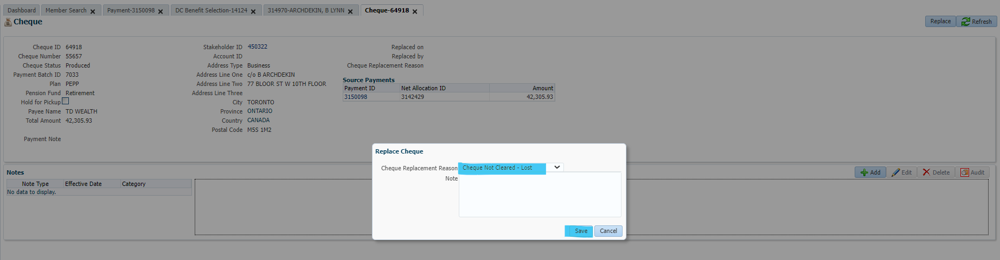 Dashboard Member Search Payment-3150098 DC Benefit Selection-14124 314970-ARCHDEKIN, B LYNN Cheque-64918
Cheque
Replace Refresh
Cheque ID 64918
Cheque Number 55657
Cheque Status Produced
Payment Batch ID 7033
Plan PEPP
Pension Fund Retirement
Hold for Pickup
Payee Name TD WEALTH
Total Amount 42,305.93
Payment Note
Stakeholder ID 450322
Account ID
Address Type Business
Address Line One c/o B ARCHDEKIN
Address Line Two 77 BLOOR ST W 10TH FLOOR
Address Line Three
City TORONTO
Province ONTARIO
Country CANADA
Postal Code M5S 1M2
Replaced on
Replaced by
Cheque Replacement Reason
Source Payments
Payment ID Net Allocation ID Amount
3150098 3142429 42,305.93
Replace Cheque
Cheque Replacement Reason Cheque Not Cleared - Lost
Note
Save Cancel
Notes
Add Edit Delete Audit
Note Type Effective Date Category
No data to display.